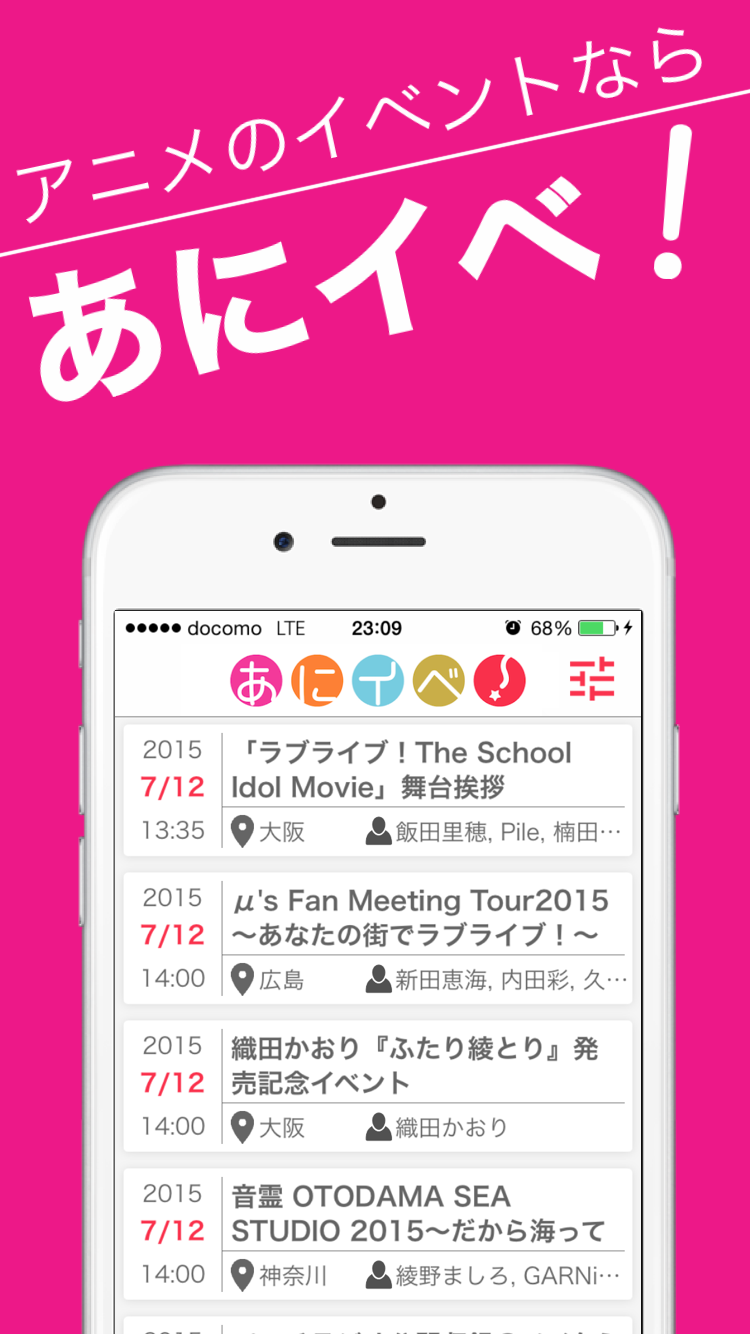 アニメのイベントなら
あにイベ！
docomo LTE 23:09 68%
あにイベ！
2015
7/12
13:35
「ラブライブ！The School
Idol Movie」舞台挨拶
大阪 飯田里穂, Pile, 楠田…
2015
7/12
14:00
μ's Fan Meeting Tour2015
〜あなたの街でラブライブ！〜
広島 新田恵海, 内田彩, 久…
2015
7/12
14:00
織田かおり『ふたり綾とり』発
売記念イベント
大阪 織田かおり
2015
7/12
14:00
音霊 OTODAMA SEA
STUDIO 2015〜だから海って
神奈川 綾野ましろ, GARNi…